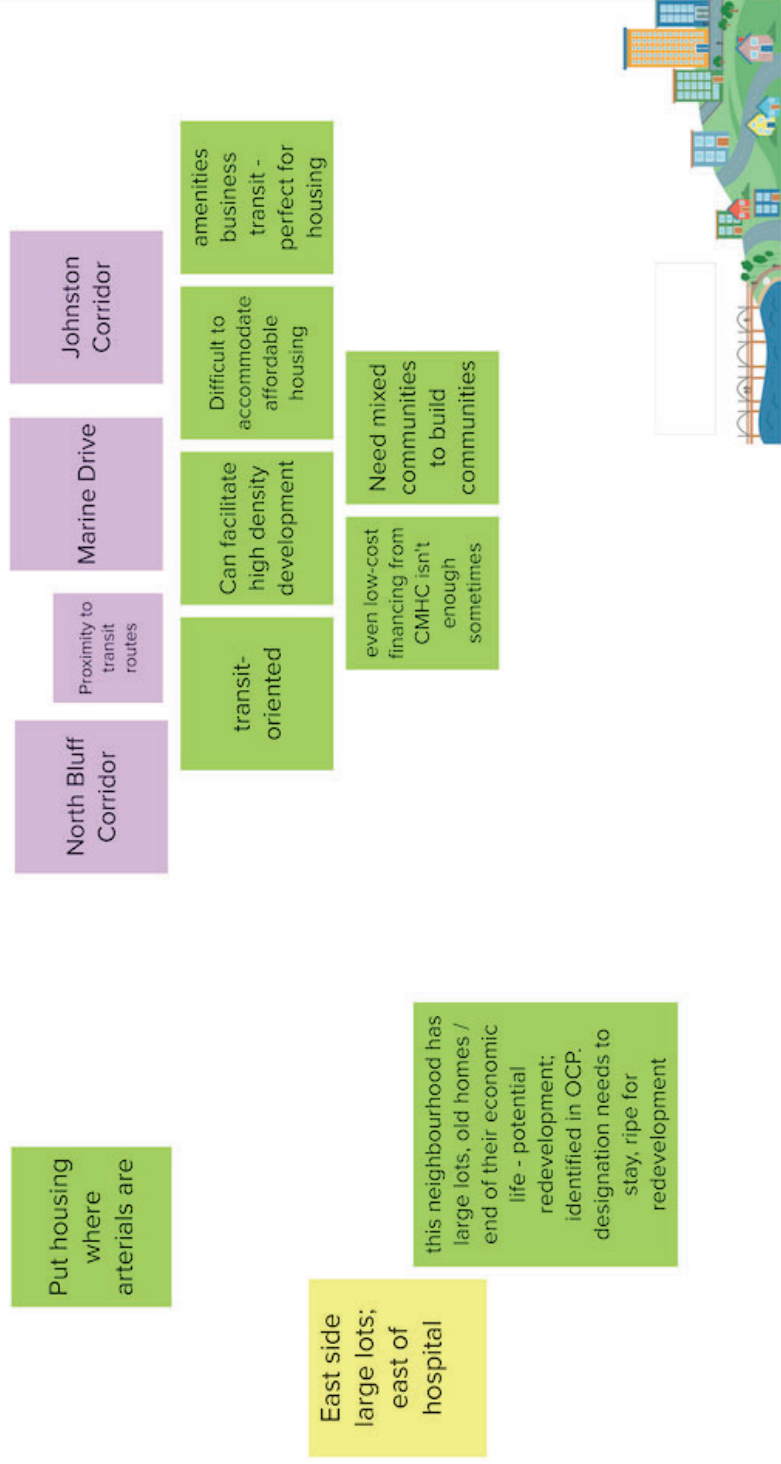 Put housing
where
arterials are
East side
large lots;
east of
hospital
this neighbourhood has
large lots, old homes /
end of their economic
life - potential
redevelopment;
identified in OCP.
designation needs to
stay, ripe for
redevelopment
North Bluff
Corridor
Proximity to
transit
routes
Marine Drive
Johnston
Corridor
transit-
oriented
Can facilitate
high density
development
Difficult to
accommodate
affordable
housing
amenities
business
transit -
perfect for
housing
even low-cost
financing from
CMHC isn't
enough
sometimes
Need mixed
communities
to build
communities